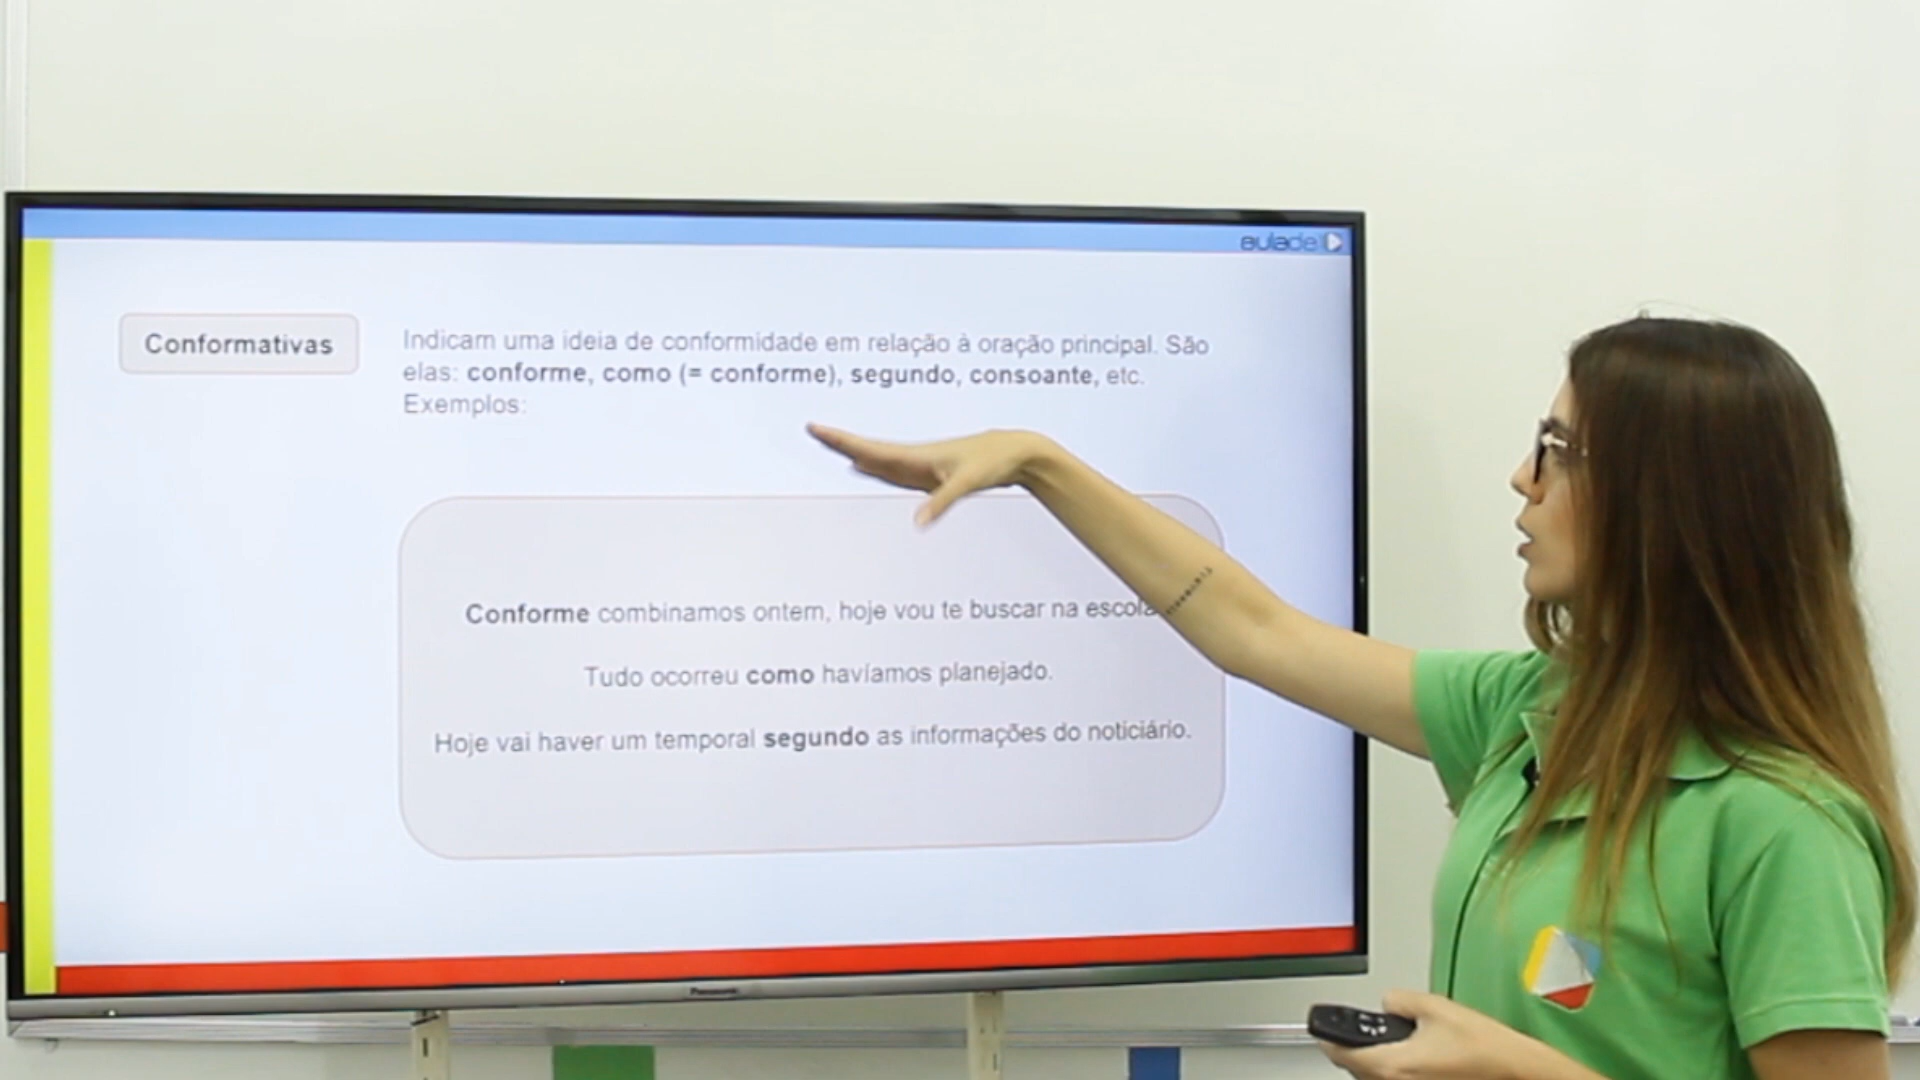 aulade
Conformativas
Indicam uma ideia de conformidade em relação à oração principal. São
elas: conforme, como (= conforme), segundo, consoante, etc.
Exemplos:
Conforme combinamos ontem, hoje vou te buscar na escola
Tudo ocorreu como havíamos planejado.
Hoje vai haver um temporal segundo as informações do noticiário.
Panasonic